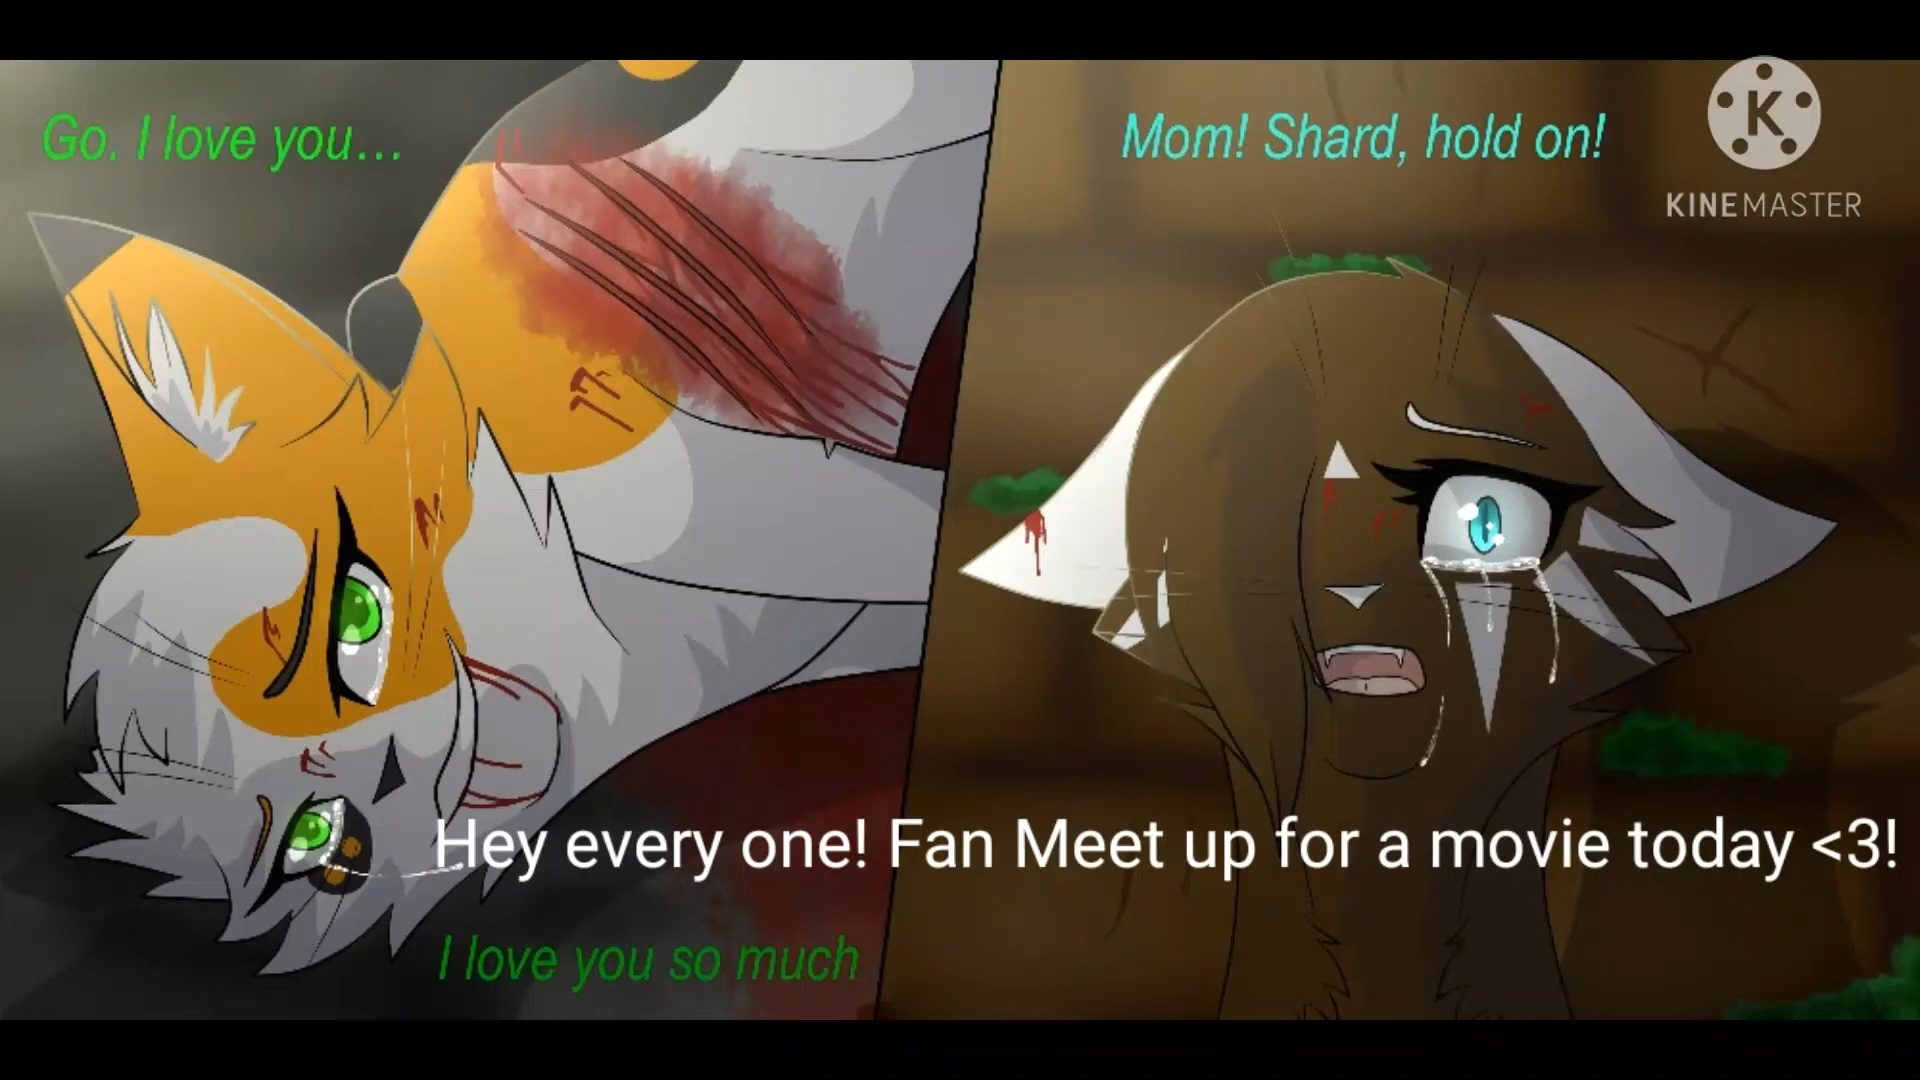 Go. I love you...
Mom! Shard, hold on!
K
KINEMASTER
Hey every one! Fan Meet up for a movie today <3!
I love you so much